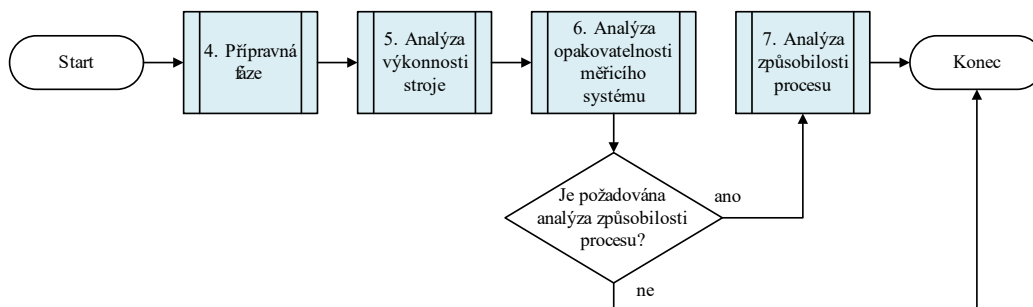 Start
4. Přípravná
fáze
5. Analýza
výkonnosti
stroje
6. Analýza
opakovatelnosti
měřicího
systému
7. Analýza
způsobilosti
procesu
Konec
Je požadována
analýza způsobilosti
procesu?
ano
ne